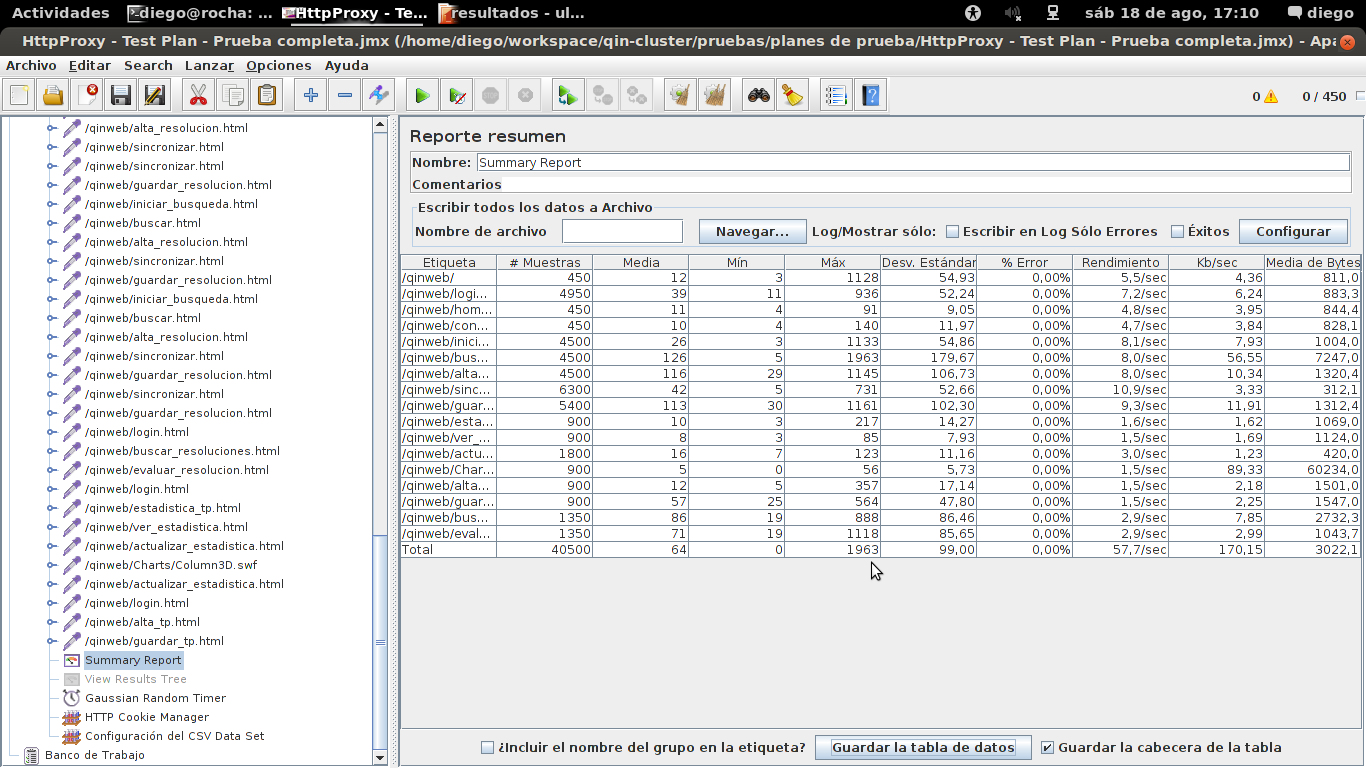 Actividades diego@rocha: ... HttpProxy - Te... resultados - ul... sáb 18 de ago, 17:10 diego
HttpProxy - Test Plan - Prueba completa.jmx (/home/diego/workspace/qin-cluster/pruebas/planes de prueba/HttpProxy - Test Plan - Prueba completa.jmx) - Apa
Archivo Editar Search Lanzar Opciones Ayuda
0 0 / 450
/qinweb/alta_resolucion.html
/qinweb/sincronizar.html
/qinweb/sincronizar.html
/qinweb/guardar_resolucion.html
/qinweb/iniciar_busqueda.html
/qinweb/buscar.html
/qinweb/alta_resolucion.html
/qinweb/sincronizar.html
/qinweb/guardar_resolucion.html
/qinweb/iniciar_busqueda.html
/qinweb/buscar.html
/qinweb/alta_resolucion.html
/qinweb/sincronizar.html
/qinweb/guardar_resolucion.html
/qinweb/sincronizar.html
/qinweb/guardar_resolucion.html
/qinweb/login.html
/qinweb/buscar_resoluciones.html
/qinweb/evaluar_resolucion.html
/qinweb/login.html
/qinweb/estadistica_tp.html
/qinweb/ver_estadistica.html
/qinweb/actualizar_estadistica.html
/qinweb/Charts/Column3D.swf
/qinweb/actualizar_estadistica.html
/qinweb/login.html
/qinweb/alta_tp.html
/qinweb/guardar_tp.html
Summary Report
View Results Tree
Gaussian Random Timer
HTTP Cookie Manager
Configuración del CSV Data Set
Banco de Trabajo
Reporte resumen
Nombre: Summary Report
Comentarios
Escribir todos los datos a Archivo
Nombre de archivo Navegar... Log/Mostrar sólo: Escribir en Log Sólo Errores Éxitos Configurar
Etiqueta # Muestras Media Mín Máx Desv. Estándar % Error Rendimiento Kb/sec Media de Bytes
/qinweb/ 450 12 3 1128 54,93 0,00% 5,5/sec 4,36 811,0
/qinweb/logi... 4950 39 11 936 52,24 0,00% 7,2/sec 6,24 883,3
/qinweb/hom... 450 11 4 91 9,05 0,00% 4,8/sec 3,95 844,4
/qinweb/con... 450 10 4 140 11,97 0,00% 4,7/sec 3,84 828,1
/qinweb/inici... 4500 26 3 1133 54,86 0,00% 8,1/sec 7,93 1004,0
/qinweb/bus... 4500 126 5 1963 179,67 0,00% 8,0/sec 56,55 7247,0
/qinweb/alta... 4500 116 29 1145 106,73 0,00% 8,0/sec 10,34 1320,4
/qinweb/sinc... 6300 42 5 731 52,66 0,00% 10,9/sec 3,33 312,1
/qinweb/guar... 5400 113 30 1161 102,30 0,00% 9,3/sec 11,91 1312,4
/qinweb/esta... 900 10 3 217 14,27 0,00% 1,6/sec 1,62 1069,0
/qinweb/ver_... 900 8 3 85 7,93 0,00% 1,5/sec 1,69 1124,0
/qinweb/actu... 1800 16 7 123 11,16 0,00% 3,0/sec 1,23 420,0
/qinweb/Char... 900 5 0 56 5,73 0,00% 1,5/sec 89,33 60234,0
/qinweb/alta... 900 12 5 357 17,14 0,00% 1,5/sec 2,18 1501,0
/qinweb/guar... 900 57 25 564 47,80 0,00% 1,5/sec 2,25 1547,0
/qinweb/bus... 1350 86 19 888 86,46 0,00% 2,9/sec 7,85 2732,3
/qinweb/eval... 1350 71 19 1118 85,65 0,00% 2,9/sec 2,99 1043,7
Total 40500 64 0 1963 99,00 0,00% 57,7/sec 170,15 3022,1
¿Incluir el nombre del grupo en la etiqueta? Guardar la tabla de datos Guardar la cabecera de la tabla